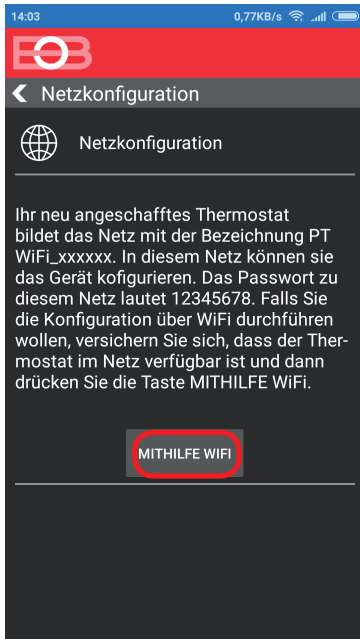 14:03 0,77KB/s
EOB
Netzkonfiguration
Netzkonfiguration
Ihr neu angeschafftes Thermostat
bildet das Netz mit der Bezeichnung PT
WiFi_xxxxxx. In diesem Netz können sie
das Gerät kofigurieren. Das Passwort zu
diesem Netz lautet 12345678. Falls Sie
die Konfiguration über WiFi durchführen
wollen, versichern Sie sich, dass der Ther-
mostat im Netz verfügbar ist und dann
drücken Sie die Taste MITHILFE WiFi.
MITHILFE WIFI